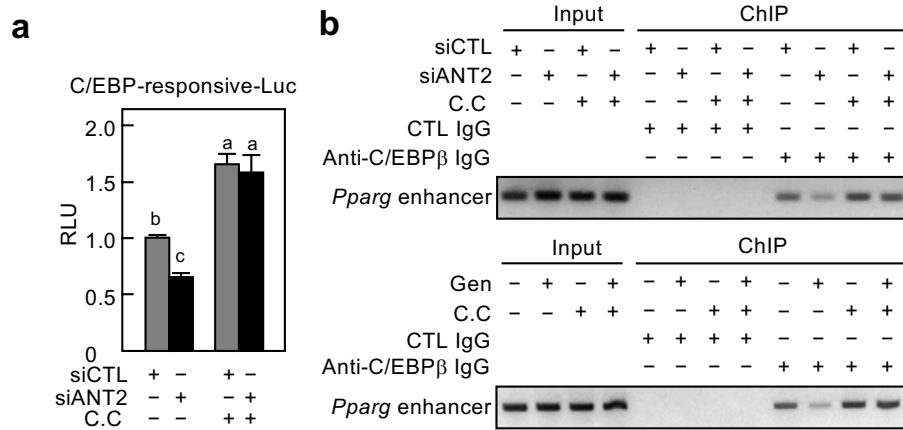 a
C/EBP-responsive-Luc
2.0
1.5
1.0
0.5
0
RLU
b
c
a
a
siCTL + − + −
siANT2 − + − +
C.C − − + +
b
Input ChIP
siCTL + − + − + − + − + − + −
siANT2 − + − + − + − + − + − +
C.C − − + + − − + + − − + +
CTL IgG + + + + − − − −
Anti-C/EBPβ IgG − − − − + + + +
Pparg enhancer
Input ChIP
Gen − + − + − + − + − + − +
C.C − − + + − − + + − − + +
CTL IgG + + + + − − − −
Anti-C/EBPβ IgG − − − − + + + +
Pparg enhancer